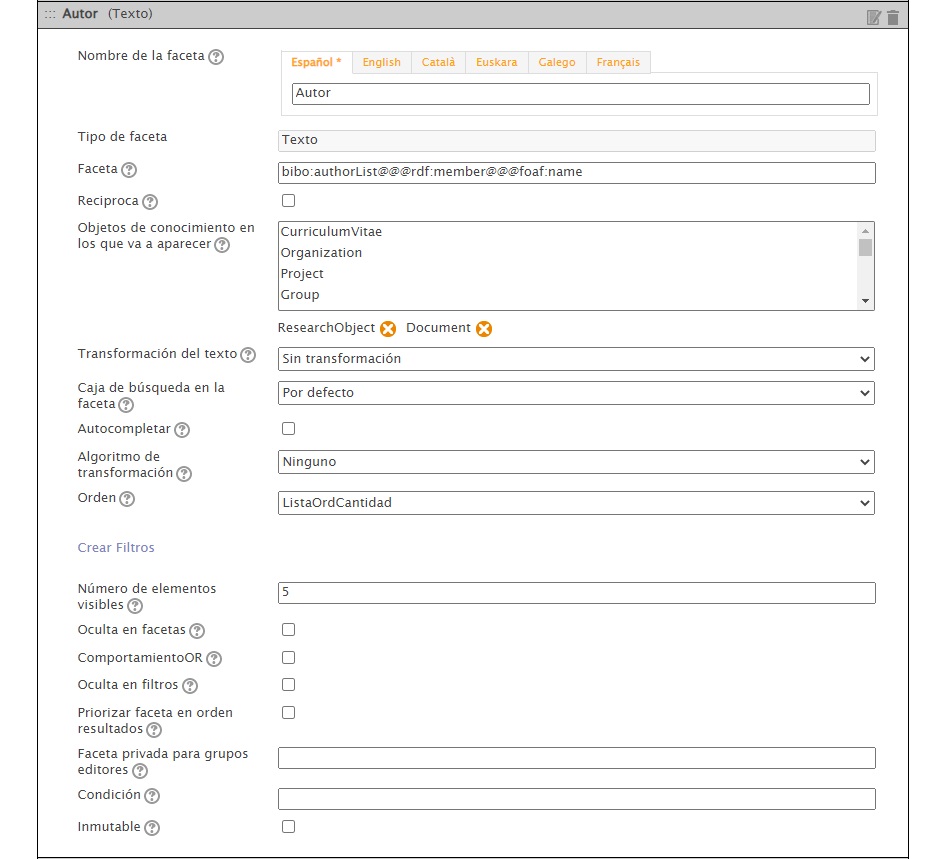 ::: Autor (Texto)
Nombre de la faceta ?
Español * English Català Euskara Galego Français
Autor
Tipo de faceta
Texto
Faceta ?
bibo:authorList@@@rdf:member@@@foaf:name
Reciproca ?
Objetos de conocimiento en
los que va a aparecer ?
CurriculumVitae
Organization
Project
Group
ResearchObject Document
Transformación del texto ?
Sin transformación
Caja de búsqueda en la
faceta ?
Por defecto
Autocompletar ?
Algoritmo de
transformación ?
Ninguno
Orden ?
ListaOrdCantidad
Crear Filtros
Número de elementos
visibles ?
5
Oculta en facetas ?
ComportamientoOR ?
Oculta en filtros ?
Priorizar faceta en orden
resultados ?
Faceta privada para grupos
editores ?
Condición ?
Inmutable ?